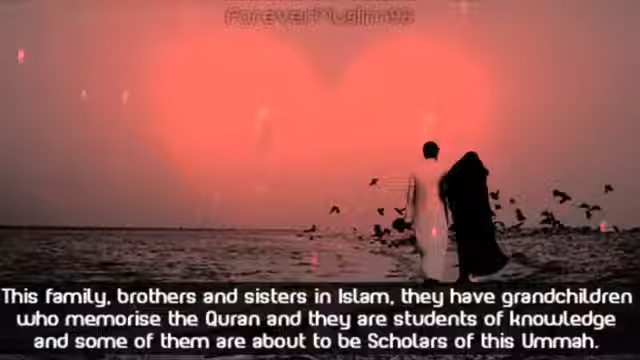 ForeverMuslim98
This family, brothers and sisters in Islam, they have grandchildren
who memorise the Quran and they are students of knowledge
and some of them are about to be Scholars of this Ummah.